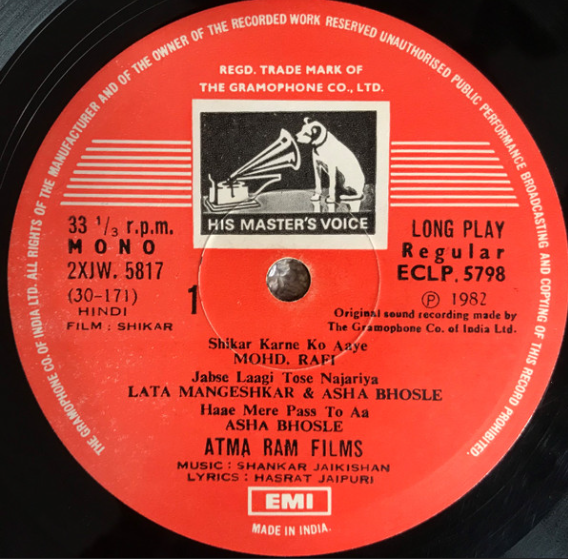 THE GRAMOPHONE CO. OF INDIA LTD. ALL RIGHTS OF THE MANUFACTURER AND OF THE OWNER OF THE RECORDED WORK RESERVED UNAUTHORISED PUBLIC PERFORMANCE BROADCASTING AND COPYING OF THIS RECORD PROHIBITED.
REGD. TRADE MARK OF
THE GRAMOPHONE CO., LTD.
HIS MASTER'S VOICE
33 1/3 r.p.m.
MONO
2XJW. 5817
(30-171)
HINDI
FILM : SHIKAR
1
LONG PLAY
Regular
ECLP. 5798
Ⓟ 1982
Original sound recording made by
The Gramophone Co. of India Ltd.
Shikar Karne Ko Aaye
MOHD. RAFI
Jabse Laagi Tose Najariya
LATA MANGESHKAR & ASHA BHOSLE
Haae Mere Pass To Aa
ASHA BHOSLE
ATMA RAM FILMS
MUSIC : SHANKAR JAIKISHAN
LYRICS : HASRAT JAIPURI
EMI
MADE IN INDIA.